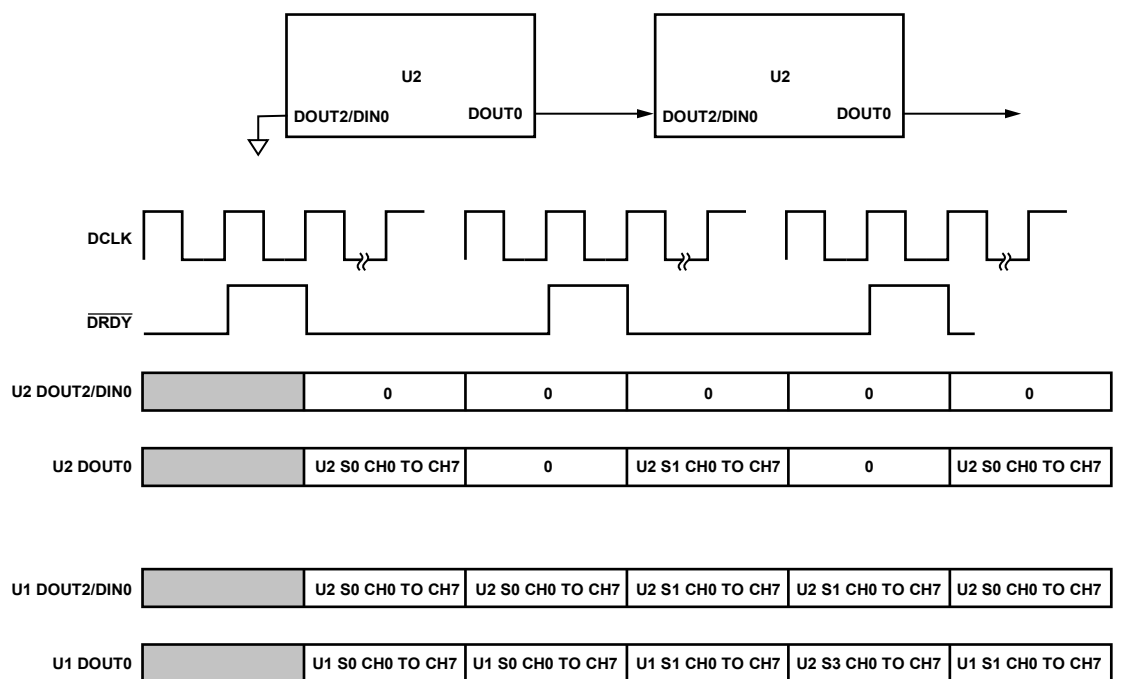 U2
U2
DOUT2/DIN0 DOUT0 DOUT2/DIN0 DOUT0
DCLK
DRDY
U2 DOUT2/DIN0 0 0 0 0 0
U2 DOUT0 U2 S0 CH0 TO CH7 0 U2 S1 CH0 TO CH7 0 U2 S0 CH0 TO CH7
U1 DOUT2/DIN0 U2 S0 CH0 TO CH7 U2 S0 CH0 TO CH7 U2 S1 CH0 TO CH7 U2 S1 CH0 TO CH7 U2 S0 CH0 TO CH7
U1 DOUT0 U1 S0 CH0 TO CH7 U1 S0 CH0 TO CH7 U1 S1 CH0 TO CH7 U2 S3 CH0 TO CH7 U1 S1 CH0 TO CH7